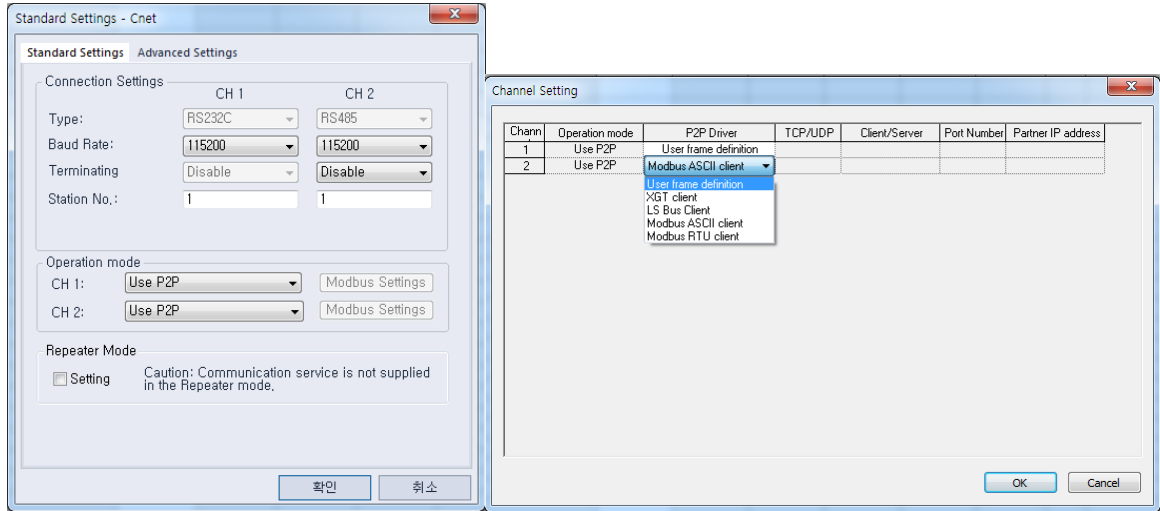 Standard Settings - Cnet
Standard Settings Advanced Settings
Connection Settings
CH 1 CH 2
Type: RS232C RS485
Baud Rate: 115200 115200
Terminating Disable Disable
Station No.: 1 1
Operation mode
CH 1: Use P2P Modbus Settings
CH 2: Use P2P Modbus Settings
Repeater Mode
Setting Caution: Communication service is not supplied
in the Repeater mode.
확인 취소
Channel Setting
Chann Operation mode P2P Driver TCP/UDP Client/Server Port Number Partner IP address
1 Use P2P User frame definition
2 Use P2P Modbus ASCII client
User frame definition
XGT client
LS Bus Client
Modbus ASCII client
Modbus RTU client
OK Cancel